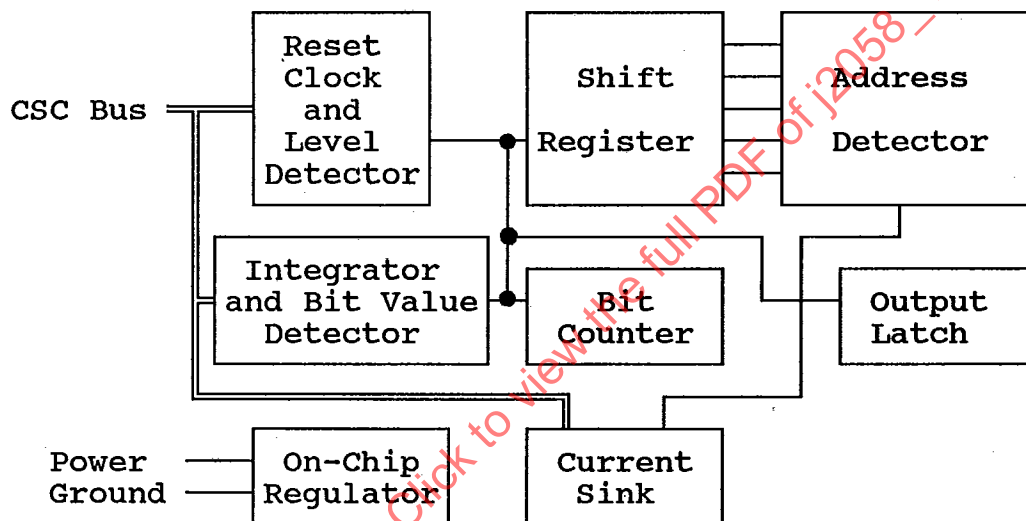 Reset
Clock
and
Level
Detector
CSC Bus
Shift
Register
Address
Detector
Integrator
and Bit Value
Detector
Bit
Counter
Output
Latch
Power
Ground
On-Chip
Regulator
Current
Sink
Click to view the full PDF of j2058_